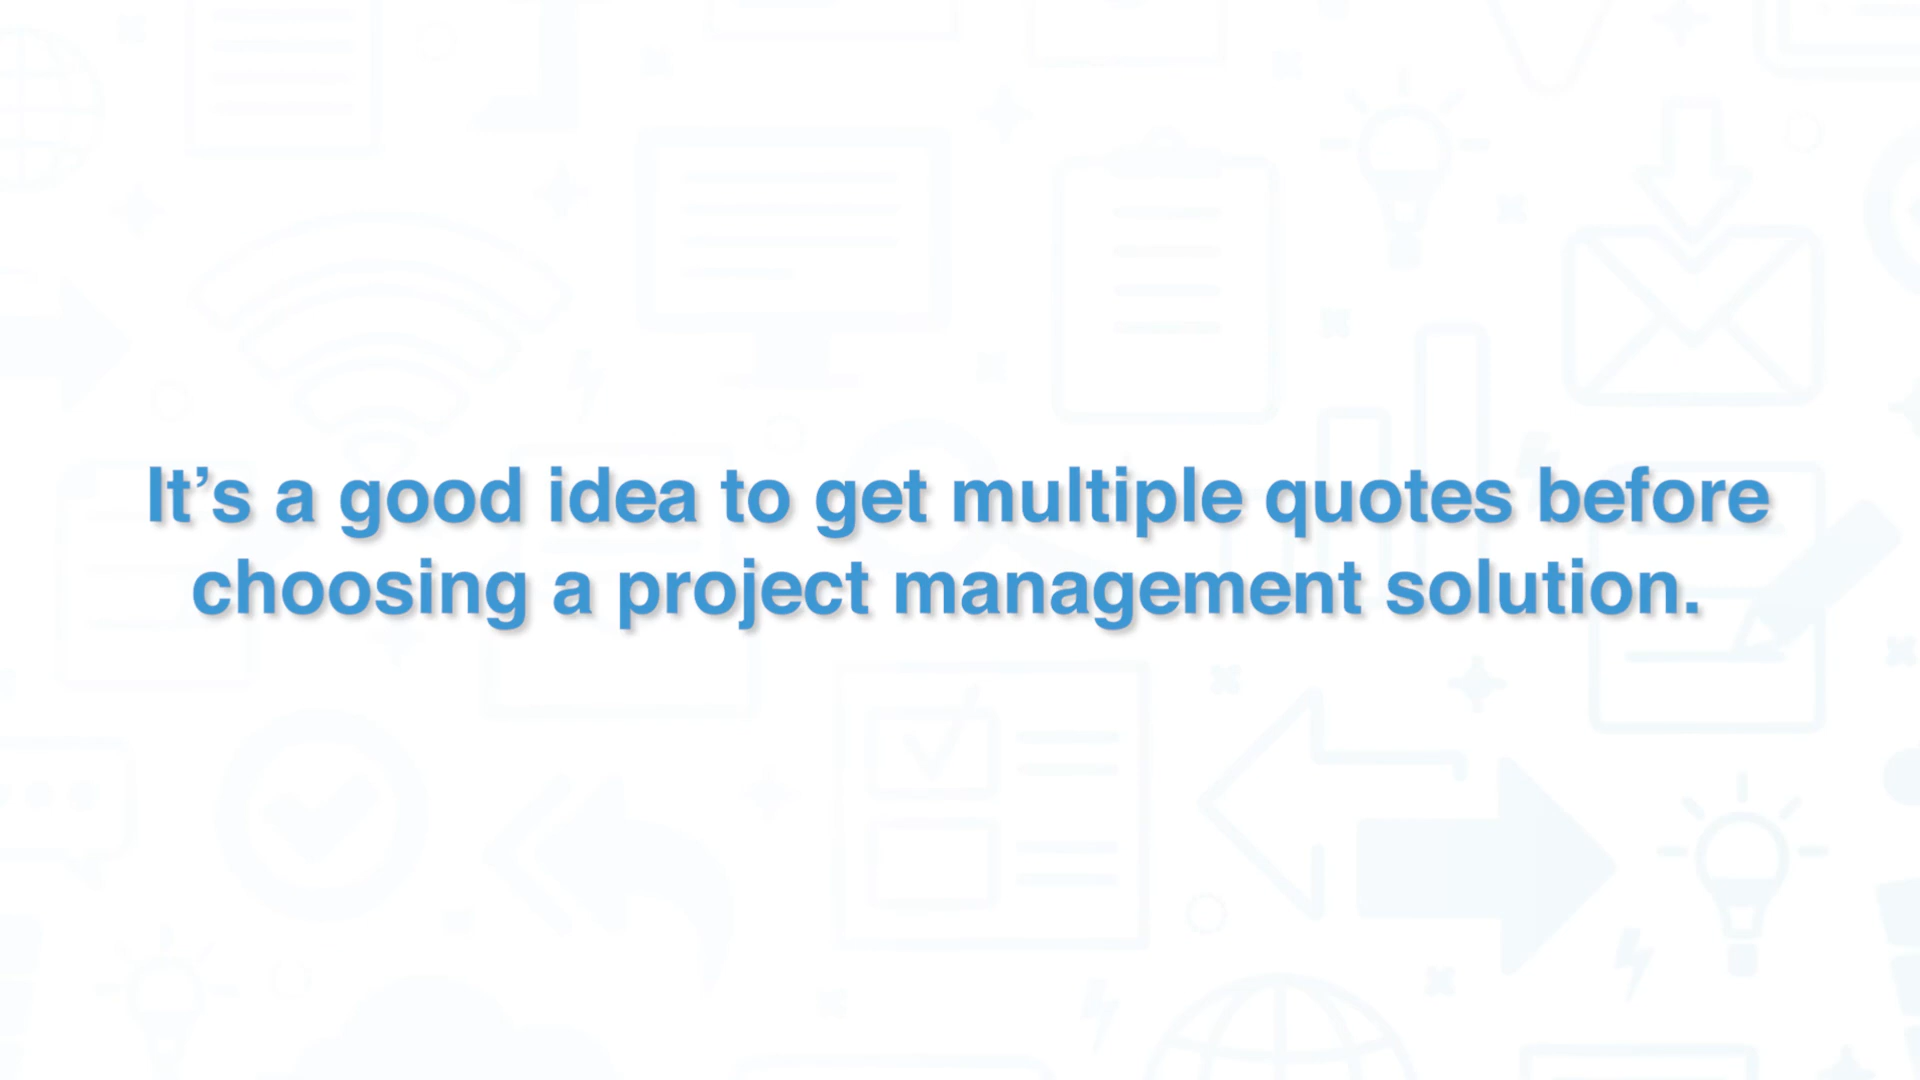 It’s a good idea to get multiple quotes before
choosing a project management solution.